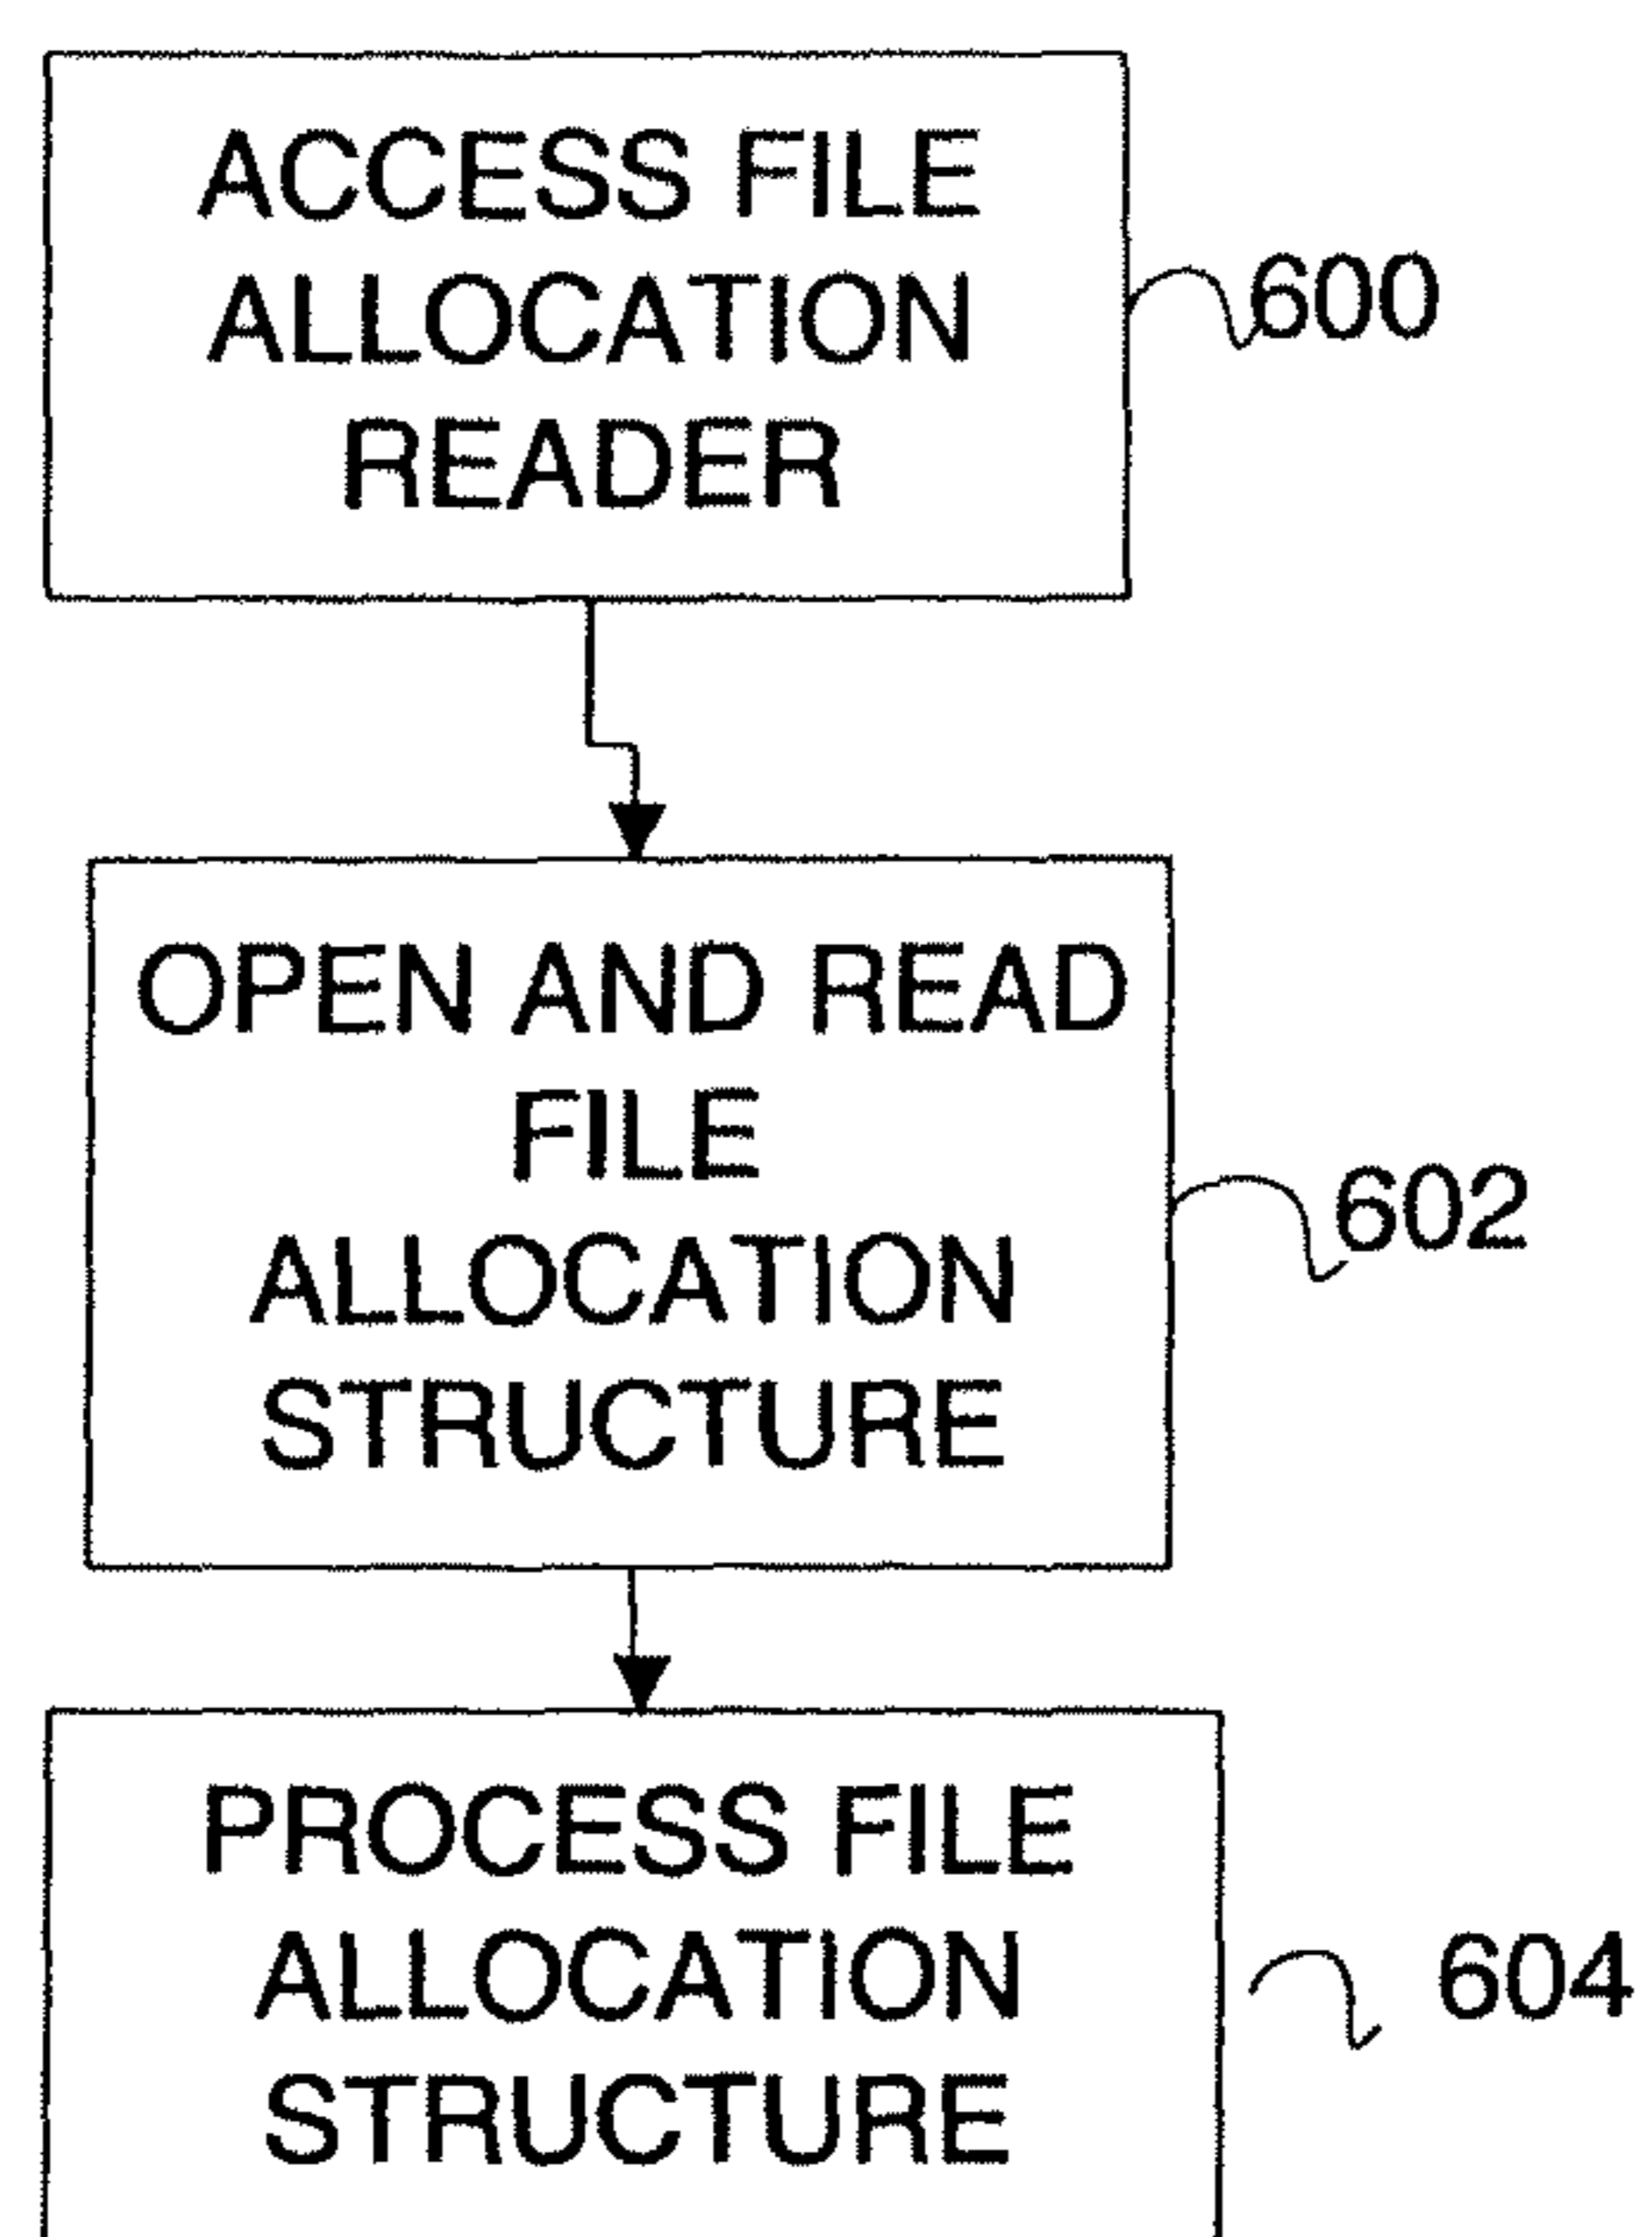 ACCESS FILE
ALLOCATION
READER
600
OPEN AND READ
FILE
ALLOCATION
STRUCTURE
602
PROCESS FILE
ALLOCATION
STRUCTURE
604